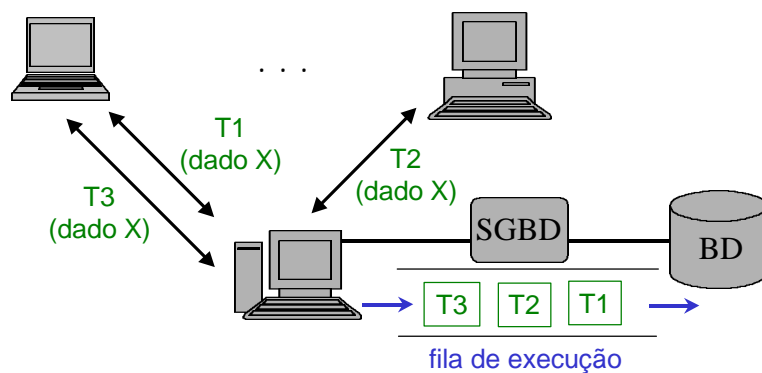 . . .
T1
(dado X)
T2
(dado X)
T3
(dado X)
SGBD
BD
T3 T2 T1
fila de execução